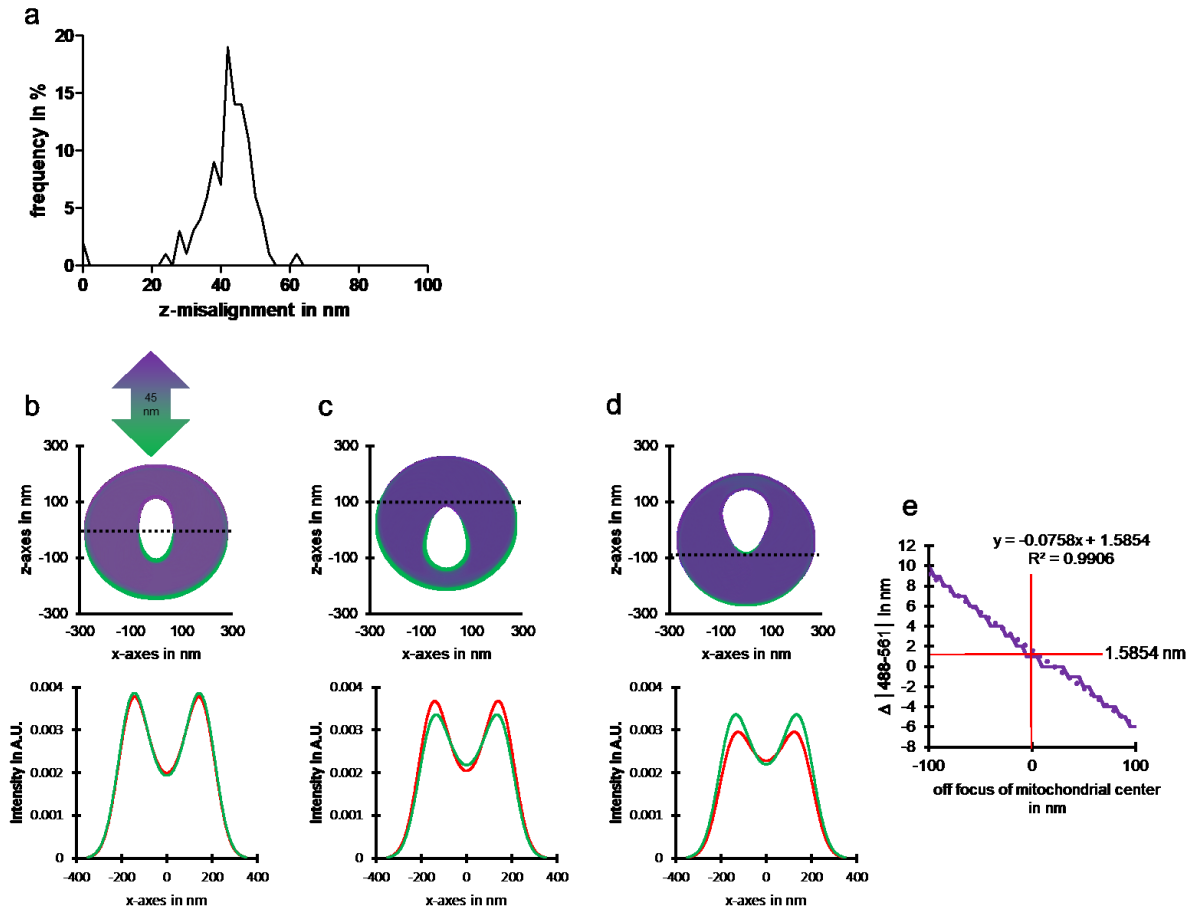 a
20
15
10
5
0
frequency in %
0 20 40 60 80 100
z-misalignment in nm
45
nm
b
300
100
-100
-300
z-axes in nm
-300 -100 100 300
x-axes in nm
c
300
100
-100
-300
z-axes in nm
-300 -100 100 300
x-axes in nm
d
300
100
-100
-300
z-axes in nm
-300 -100 100 300
x-axes in nm
0.004
0.003
0.002
0.001
0
Intensity in A.U.
-400 -200 0 200 400
x-axes in nm
0.004
0.003
0.002
0.001
0
Intensity in A.U.
-400 -200 0 200 400
x-axes in nm
0.004
0.003
0.002
0.001
0
Intensity in A.U.
-400 -200 0 200 400
x-axes in nm
e
y = -0.0758x + 1.5854
R² = 0.9906
12
10
8
6
4
2
0
-2
-4
-6
-8
Δ |488-561| in nm
1.5854 nm
-100 0 100
off focus of mitochondrial center
in nm